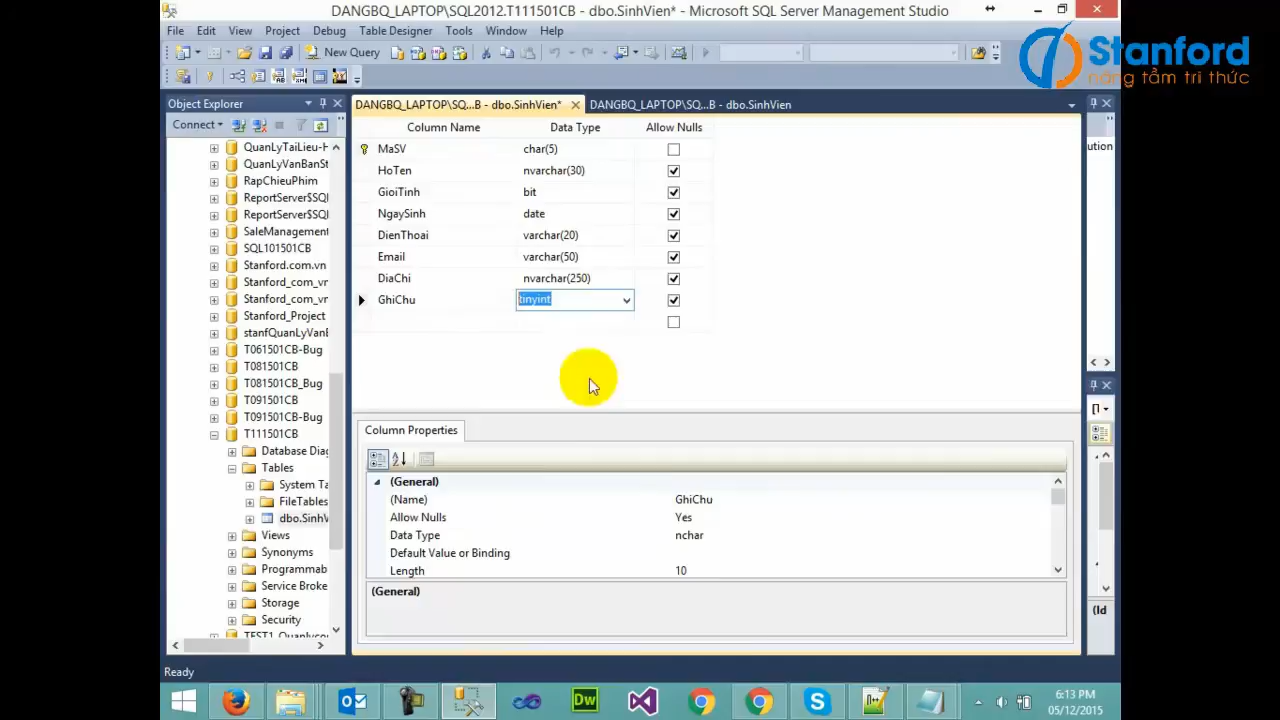 DANGBQ_LAPTOP\SQL2012.T111501CB - dbo.SinhVien* - Microsoft SQL Server Management Studio
File Edit View Project Debug Table Designer Tools Window Help
New Query
Stanford
nâng tầm tri thức
Object Explorer
Connect
QuanLyTaiLieu-H
QuanLyVanBanSt
RapChieuPhim
ReportServer$SQL
ReportServer$SQL
SaleManagement
SQL101501CB
Stanford.com.vn
Stanford_com_vn
Stanford_com_vn
Stanford_Project
stanfQuanLyVanB
T061501CB-Bug
T081501CB
T081501CB_Bug
T091501CB
T091501CB-Bug
T111501CB
Database Diag
Tables
System Ta
FileTables
dbo.SinhV
Views
Synonyms
Programmab
Service Broke
Storage
Security
TEST1_Quanlyco
DANGBQ_LAPTOP\SQ...B - dbo.SinhVien* DANGBQ_LAPTOP\SQ...B - dbo.SinhVien
Column Name Data Type Allow Nulls
MaSV char(5)
HoTen nvarchar(30)
GioiTinh bit
NgaySinh date
DienThoai varchar(20)
Email varchar(50)
DiaChi nvarchar(250)
GhiChu tinyint
Column Properties
(General)
(Name) GhiChu
Allow Nulls Yes
Data Type nchar
Default Value or Binding
Length 10
(General)
ution
(Id
Ready
6:13 PM
05/12/2015